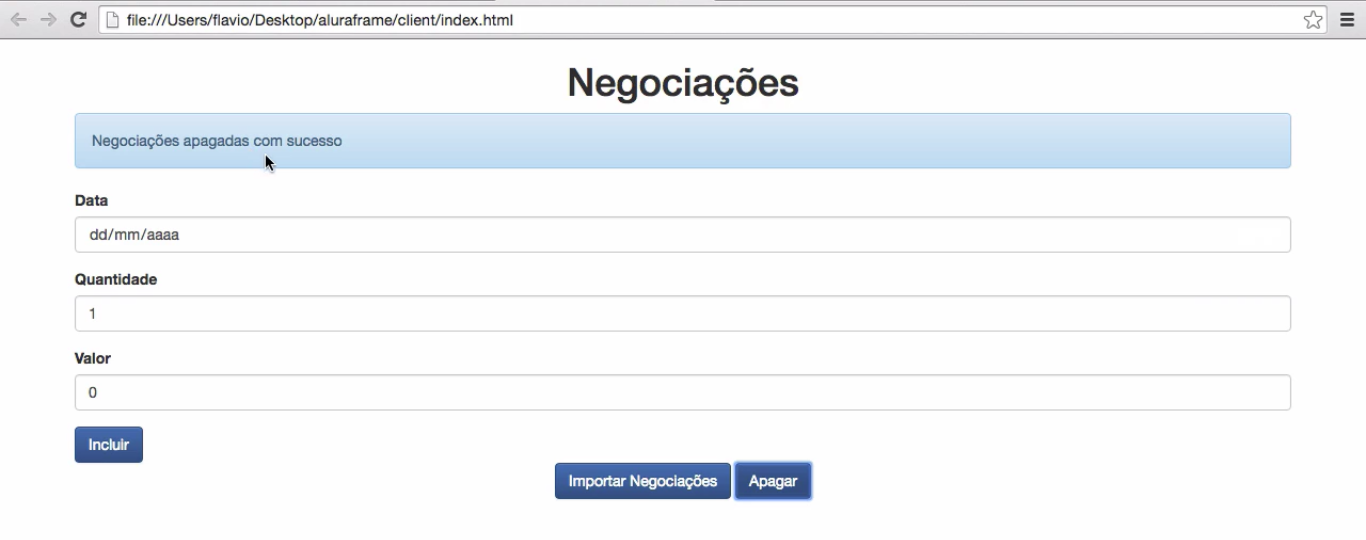 file:///Users/flavio/Desktop/aluraframe/client/index.html
Negociações
Negociações apagadas com sucesso
Data
dd/mm/aaaa
Quantidade
1
Valor
0
Incluir
Importar Negociações Apagar